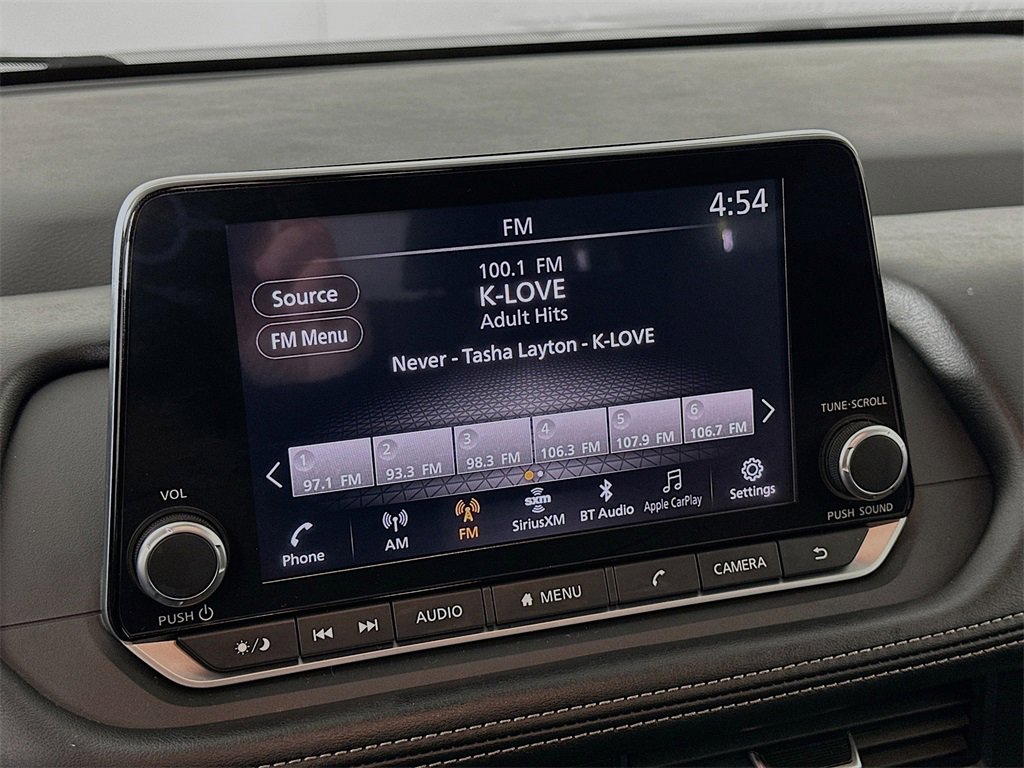 4:54
FM
100.1 FM
K-LOVE
Adult Hits
Never - Tasha Layton - K-LOVE
Source
FM Menu
1
97.1 FM
2
93.3 FM
3
98.3 FM
4
106.3 FM
5
107.9 FM
6
106.7 FM
Phone
AM
FM
sxm
SiriusXM
BT Audio
Apple CarPlay
Settings
VOL
PUSH
TUNE·SCROLL
PUSH SOUND
AUDIO
MENU
CAMERA